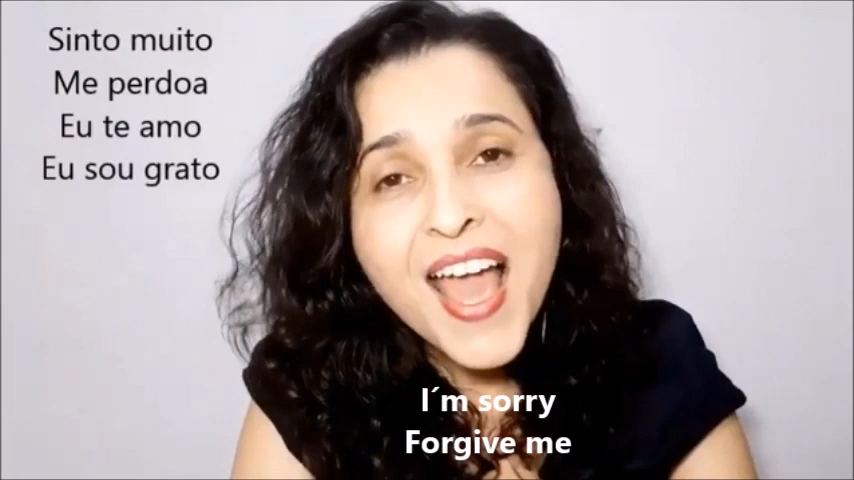 Sinto muito
Me perdoa
Eu te amo
Eu sou grato
I´m sorry
Forgive me